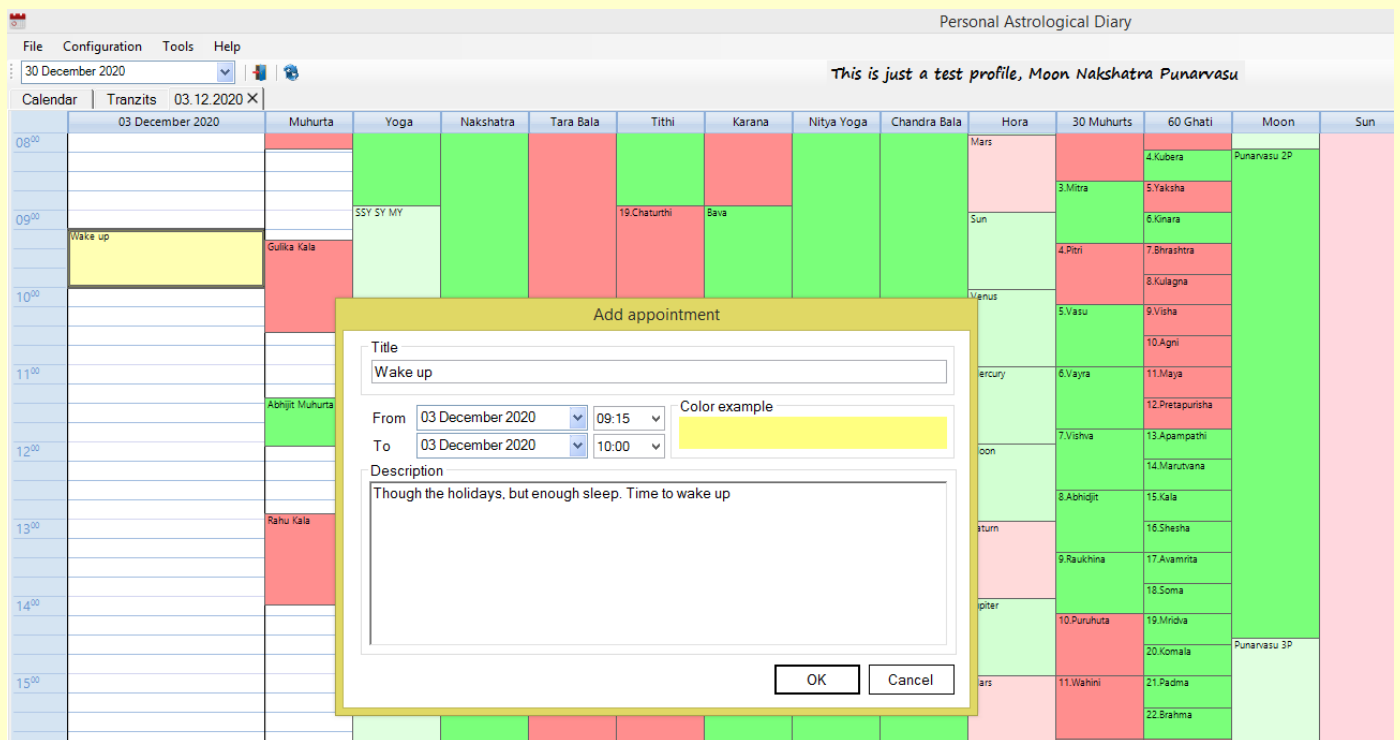 Personal Astrological Diary
File Configuration Tools Help
30 December 2020
This is just a test profile, Moon Nakshatra Punarvasu
Calendar Tranzits 03.12.2020 ×
03 December 2020 Muhurta Yoga Nakshatra Tara Bala Tithi Karana Nitya Yoga Chandra Bala Hora 30 Muhurts 60 Ghati Moon Sun
08 00
Mars
4.Kubera
Punarvasu 2P
3.Mitra
5.Yaksha
09 00
SSY SY MY
19.Chaturthi
Bava
Sun
6.Kinara
Wake up
Gulika Kala
4.Pitri
7.Bhrashtra
8.Kulagna
10 00
Venus
5.Vasu
9.Visha
10.Agni
11 00
6.Vayra
11.Maya
Abhijit Muhurta
12.Pretapurisha
12 00
7.Vishva
13.Apampathi
14.Marutvana
8.Abhidjit
15.Kala
13 00
Rahu Kala
16.Shesha
9.Raukhina
17.Avamrita
18.Soma
14 00
10.Puruhuta
19.Mridva
20.Komala
Punarvasu 3P
15 00
11.Wahini
21.Padma
22.Brahma
Add appointment
Title
Wake up
From 03 December 2020 09:15
To 03 December 2020 10:00
Color example
Description
Though the holidays, but enough sleep. Time to wake up
OK Cancel